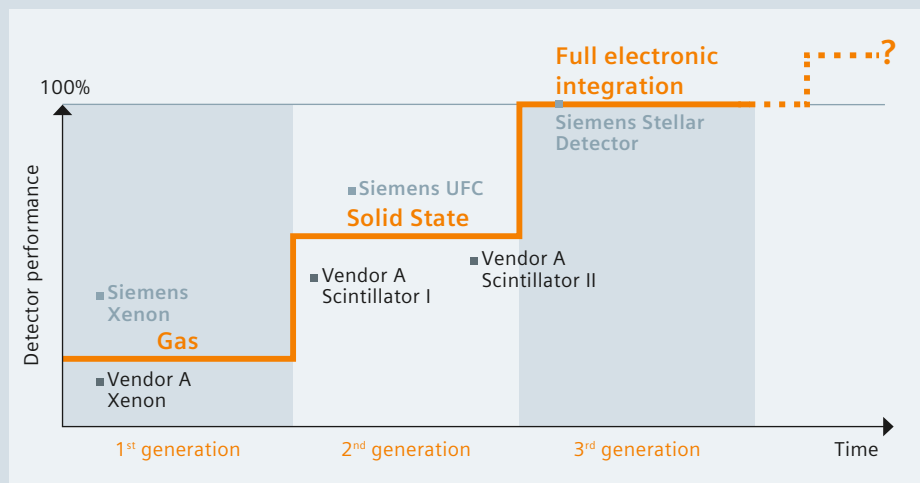 Full electronic
integration
?
100%
Siemens Stellar
Detector
Siemens UFC
Solid State
Vendor A
Scintillator II
Vendor A
Scintillator I
Siemens
Xenon
Gas
Vendor A
Xenon
Detector performance
1st generation
2nd generation
3rd generation
Time